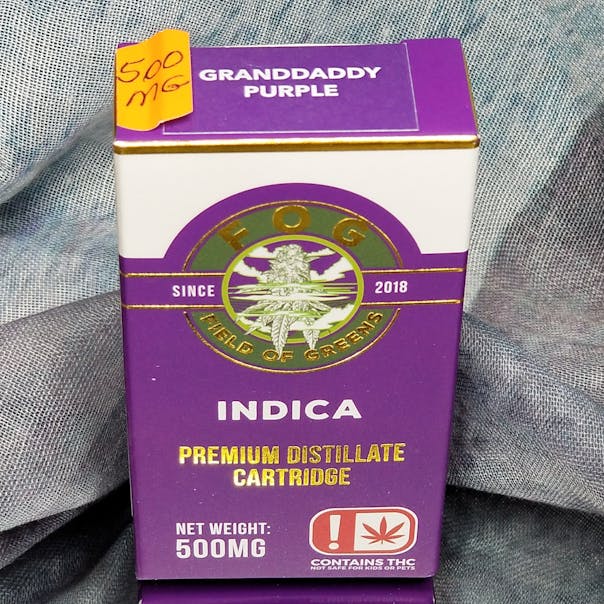 500
MG
GRANDDADDY
PURPLE
FOG
SINCE
2018
FIELD OF GREENS
INDICA
PREMIUM DISTILLATE
CARTRIDGE
NET WEIGHT:
500MG
!
CONTAINS THC
NOT SAFE FOR KIDS OR PETS